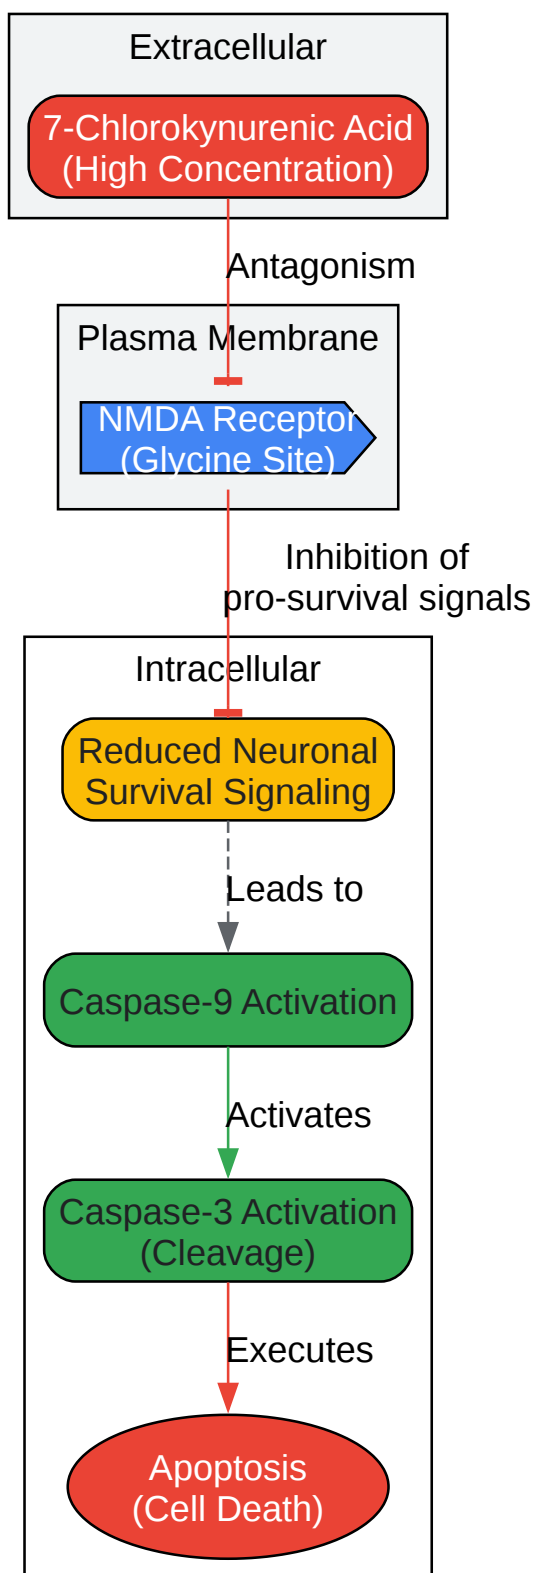 Extracellular
7-Chlorokynurenic Acid
(High Concentration)
Antagonism
Plasma Membrane
NMDA Receptor
(Glycine Site)
Inhibition of
pro-survival signals
Intracellular
Reduced Neuronal
Survival Signaling
Leads to
Caspase-9 Activation
Activates
Caspase-3 Activation
(Cleavage)
Executes
Apoptosis
(Cell Death)